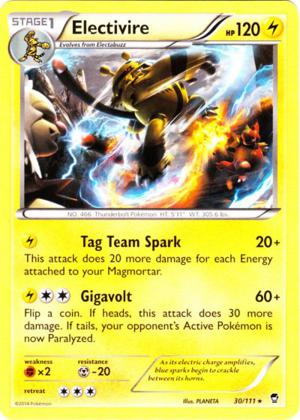 STAGE1
Electivire
HP120
Evolves from Electabuzz
NO. 466 Thunderbolt Pokémon HT. 5'11" WT. 305.6 lbs.
Tag Team Spark 20+
This attack does 20 more damage for each Energy
attached to your Magmortar.
Gigavolt 60+
Flip a coin. If heads, this attack does 30 more
damage. If tails, your opponent's Active Pokémon is
now Paralyzed.
weakness
×2
resistance
-20
retreat
As its electric charge amplifies,
blue sparks begin to crackle
between its horns.
©2014 Pokémon
Illus. PLANETA
30/111 ★